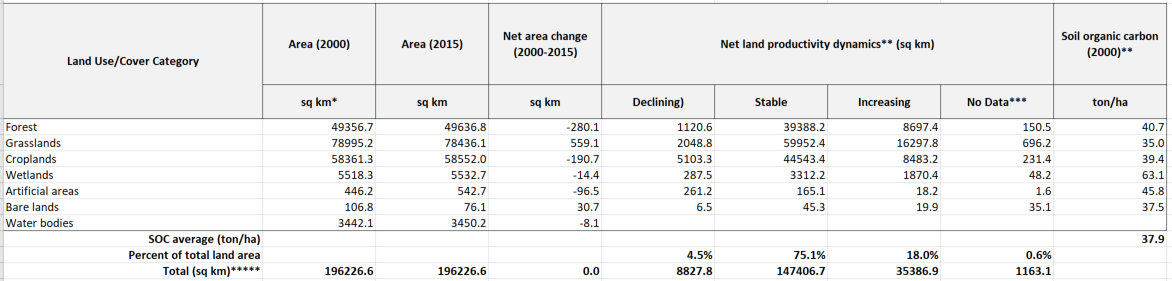 Land Use/Cover Category Area (2000) Area (2015) Net area change (2000-2015) Net land productivity dynamics** (sq km) Soil organic carbon (2000)**
sq km* sq km sq km Declining) Stable Increasing No Data*** ton/ha
Forest 49356.7 49636.8 -280.1 1120.6 39388.2 8697.4 150.5 40.7
Grasslands 78995.2 78436.1 559.1 2048.8 59952.4 16297.8 696.2 35.0
Croplands 58361.3 58552.0 -190.7 5103.3 44543.4 8483.2 231.4 39.4
Wetlands 5518.3 5532.7 -14.4 287.5 3312.2 1870.4 48.2 63.1
Artificial areas 446.2 542.7 -96.5 261.2 165.1 18.2 1.6 45.8
Bare lands 106.8 76.1 30.7 6.5 45.3 19.9 35.1 37.5
Water bodies 3442.1 3450.2 -8.1
SOC average (ton/ha) 37.9
Percent of total land area 4.5% 75.1% 18.0% 0.6%
Total (sq km)***** 196226.6 196226.6 0.0 8827.8 147406.7 35386.9 1163.1